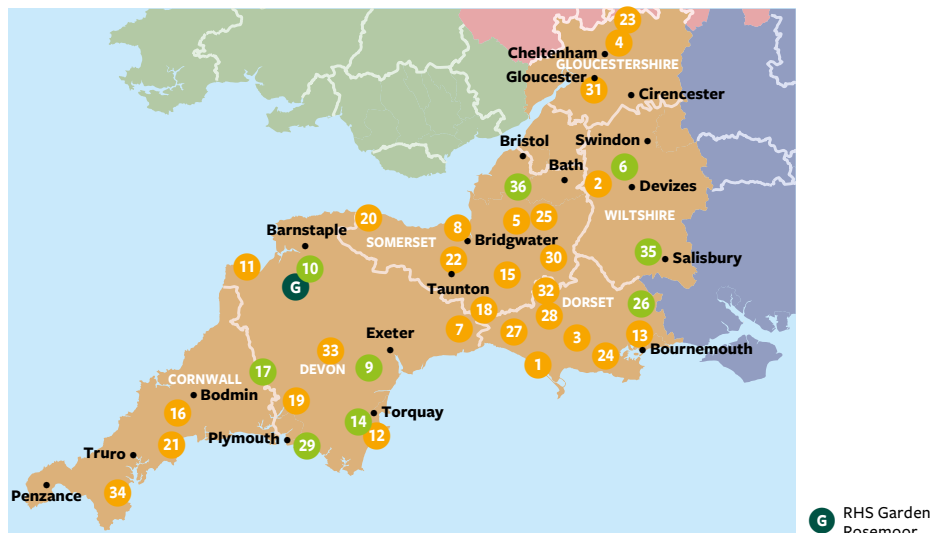 23
4
Cheltenham
GLOUCESTERSHIRE
Gloucester
31
Cirencester
Bristol
Swindon
Bath
6
36
2
Devizes
20
5
25
WILTSHIRE
Barnstaple
8
SOMERSET
Bridgwater
35
Salisbury
11
10
22
30
G
Taunton
15
32
DORSET
26
18
28
7
27
3
13
Exeter
Bournemouth
33
24
DEVON
9
1
17
CORNWALL
Bodmin
19
16
14
Torquay
12
Plymouth
29
21
Truro
34
Penzance
G
RHS Garden
Rosemoor